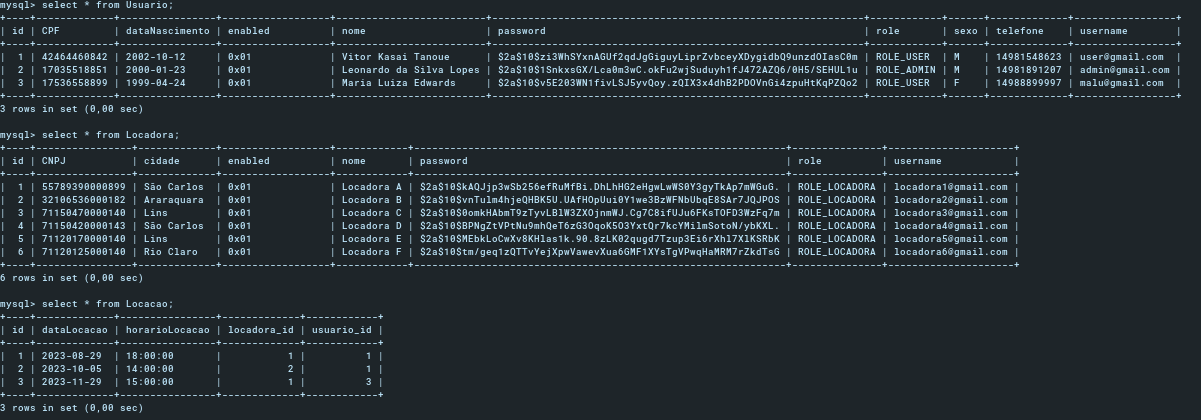 mysql> select * from Usuario;
+----+-------------+----------------+---------+------------------------+--------------------------------------------------------------+------------+------+-------------+-----------------+
| id | CPF         | dataNascimento | enabled | nome                   | password                                                     | role       | sexo | telefone    | username        |
+----+-------------+----------------+---------+------------------------+--------------------------------------------------------------+------------+------+-------------+-----------------+
|  1 | 42464460842 | 2002-10-12     | 0x01    | Vitor Kasai Tanoue     | $2a$10$zi3WhSYxnAGUf2qdJgGiguyLiprZvbceyXDygidbQ9unzdOIasC0m | ROLE_USER  | M    | 14981548623 | user@gmail.com  |
|  2 | 17035518851 | 2000-01-23     | 0x01    | Leonardo da Silva Lopes | $2a$10$1SnkxsGX/Lca0m3wC.okFu2wjSuduyh1fJ472AZQ6/0H5/SEHUL1u | ROLE_ADMIN | M    | 14981891207 | admin@gmail.com |
|  3 | 17536558899 | 1999-04-24     | 0x01    | Maria Luiza Edwards    | $2a$10$v5E203WN1fivLSJ5yvQoy.zQIX3x4dhB2PDOVnGi4zpuHtKqPZQo2 | ROLE_USER  | F    | 14988899997 | malu@gmail.com  |
+----+-------------+----------------+---------+------------------------+--------------------------------------------------------------+------------+------+-------------+-----------------+
3 rows in set (0,00 sec)
mysql> select * from Locadora;
+----+----------------+------------+---------+------------+--------------------------------------------------------------+---------------+---------------------+
| id | CNPJ           | cidade     | enabled | nome       | password                                                     | role          | username            |
+----+----------------+------------+---------+------------+--------------------------------------------------------------+---------------+---------------------+
|  1 | 55789390000899 | São Carlos | 0x01    | Locadora A | $2a$10$kAQJjp3wSb256efRuMfBi.DhLhHG2eHgwLwWS0Y3gyTkAp7mWGuG. | ROLE_LOCADORA | locadora1@gmail.com |
|  2 | 32106536000182 | Araraquara | 0x01    | Locadora B | $2a$10$vnTulm4hjeQHBK5U.UAfHOpUui0Y1we3BzWFNbUbqE8SAr7JQJPOS | ROLE_LOCADORA | locadora2@gmail.com |
|  3 | 71150470000140 | Lins       | 0x01    | Locadora C | $2a$10$0omkHAbmT9zTyvLBlW3ZXOjnmWJ.Cg7C8ifUJu6FKsTOFD3WzFq7m | ROLE_LOCADORA | locadora3@gmail.com |
|  4 | 71150420000143 | São Carlos | 0x01    | Locadora D | $2a$10$BPNgZtVPtNu9mhQeT6zG3OqoK5O3YxtQr7kcYMilmSotoN/ybKXL. | ROLE_LOCADORA | locadora4@gmail.com |
|  5 | 71120170000140 | Lins       | 0x01    | Locadora E | $2a$10$MEbkLoCwXv8KHlas1k.90.8zLK02qugd7Tzup3Ei6rXhl7XlKSRbK | ROLE_LOCADORA | locadora5@gmail.com |
|  6 | 71120125000140 | Rio Claro  | 0x01    | Locadora F | $2a$10$tm/geq1zQTTvYejXpwVawevXua6GMF1XYsTgVPwqHaMRM7rZkdTsG | ROLE_LOCADORA | locadora6@gmail.com |
+----+----------------+------------+---------+------------+--------------------------------------------------------------+---------------+---------------------+
6 rows in set (0,00 sec)
mysql> select * from Locacao;
+----+-------------+----------------+-------------+------------+
| id | dataLocacao | horarioLocacao | locadora_id | usuario_id |
+----+-------------+----------------+-------------+------------+
|  1 | 2023-08-29  | 18:00:00       |           1 |          1 |
|  2 | 2023-10-05  | 14:00:00       |           2 |          1 |
|  3 | 2023-11-29  | 15:00:00       |           1 |          3 |
+----+-------------+----------------+-------------+------------+
3 rows in set (0,00 sec)